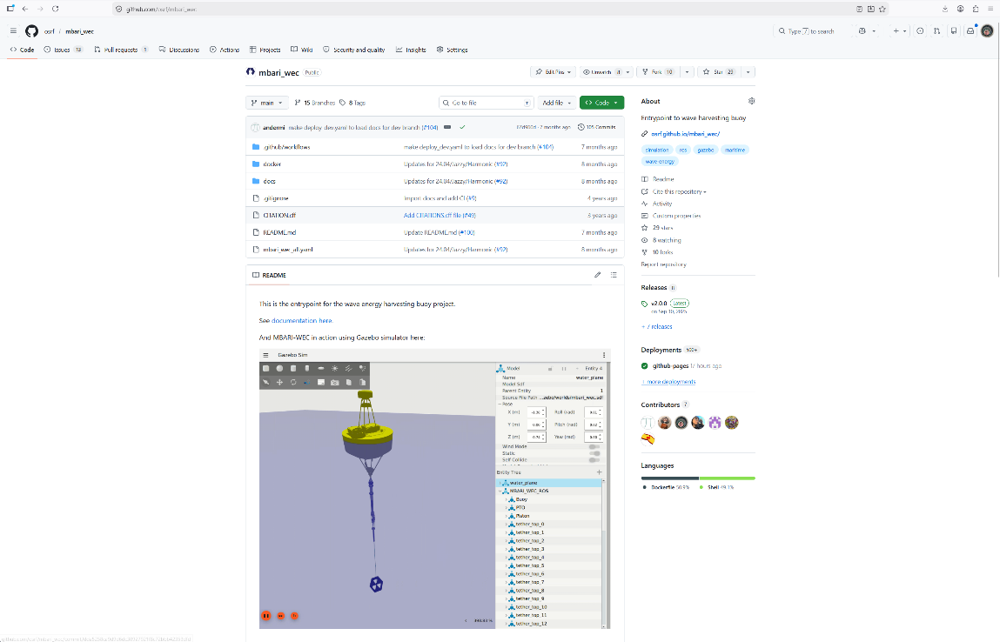 github.com/osrf/mbari_wec
osrf / mbari_wec
Type / to search
Code Issues 13 Pull requests 1 Discussions Actions Projects Wiki Security and quality Insights Settings
mbari_wec Public
Edit Pins Unwatch 8 Fork 10 Star 29
main 15 Branches 8 Tags Go to file Add file Code
andermi make deploy_dev.yaml to load docs for dev branch (#104) 7 months ago 105 Commits
.github/workflows make deploy_dev.yaml to load docs for dev branch (#104) 7 months ago
docker Updates for 24.04/Jazzy/Harmonic (#92) 8 months ago
docs Updates for 24.04/Jazzy/Harmonic (#92) 8 months ago
.gitignore Import docs and add CI (#9) 4 years ago
CITATION.cff Add CITATIONS.cff file (#49) 3 years ago
README.md Update README.md (#100) 7 months ago
mbari_wec_all.yaml Updates for 24.04/Jazzy/Harmonic (#92) 8 months ago
README
This is the entrypoint for the wave energy harvesting buoy project.
See documentation here.
And MBARI-WEC in action using Gazebo simulator here:
Gazebo Sim
Model Entity 4
Name water_plane
Model Sdf
Parent Entity 1
Source File Path ...zebo/worlds/mbari_wec.sdf
Pose
X (m) Roll (rad) 0.01
Y (m) 0.00 Pitch (rad) 0.02
Z (m) Yaw (rad) 0.00
Wind Mode
Static
Self Collide
Entity Tree
water_plane
MBARI_WEC_ROS
Buoy
PTO
Piston
tether_top_0
tether_top_1
tether_top_2
tether_top_3
tether_top_4
tether_top_5
tether_top_6
tether_top_7
tether_top_8
tether_top_9
tether_top_10
tether_top_11
tether_top_12
About
Entrypoint to wave harvesting buoy
osrf.github.io/mbari_wec/
simulation ros gazebo maritime
wave-energy
Readme
Cite this repository
Activity
Custom properties
29 stars
8 watching
10 forks
Report repository
Releases 8
v2.0.0 Latest
on Sep 10, 2025
+ 7 releases
Deployments 500+
github-pages 17 hours ago
+ more deployments
Contributors 7
Languages
Dockerfile 50.9% Shell 49.1%